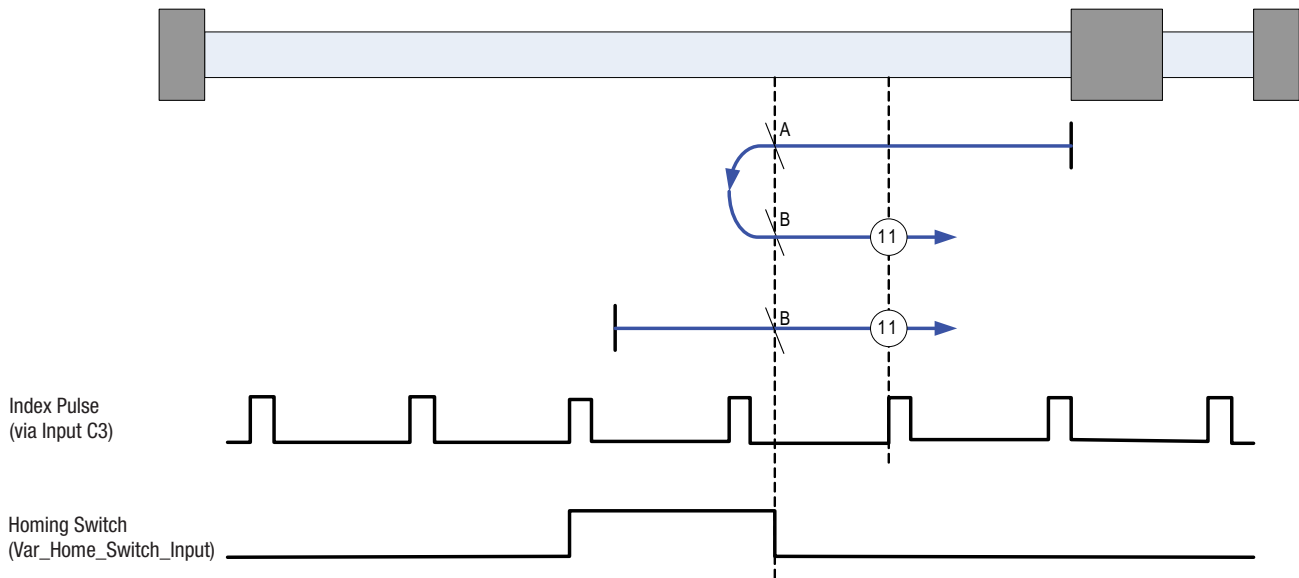 A
B
11
B
11
Index Pulse
(via Input C3)
Homing Switch
(Var_Home_Switch_Input)